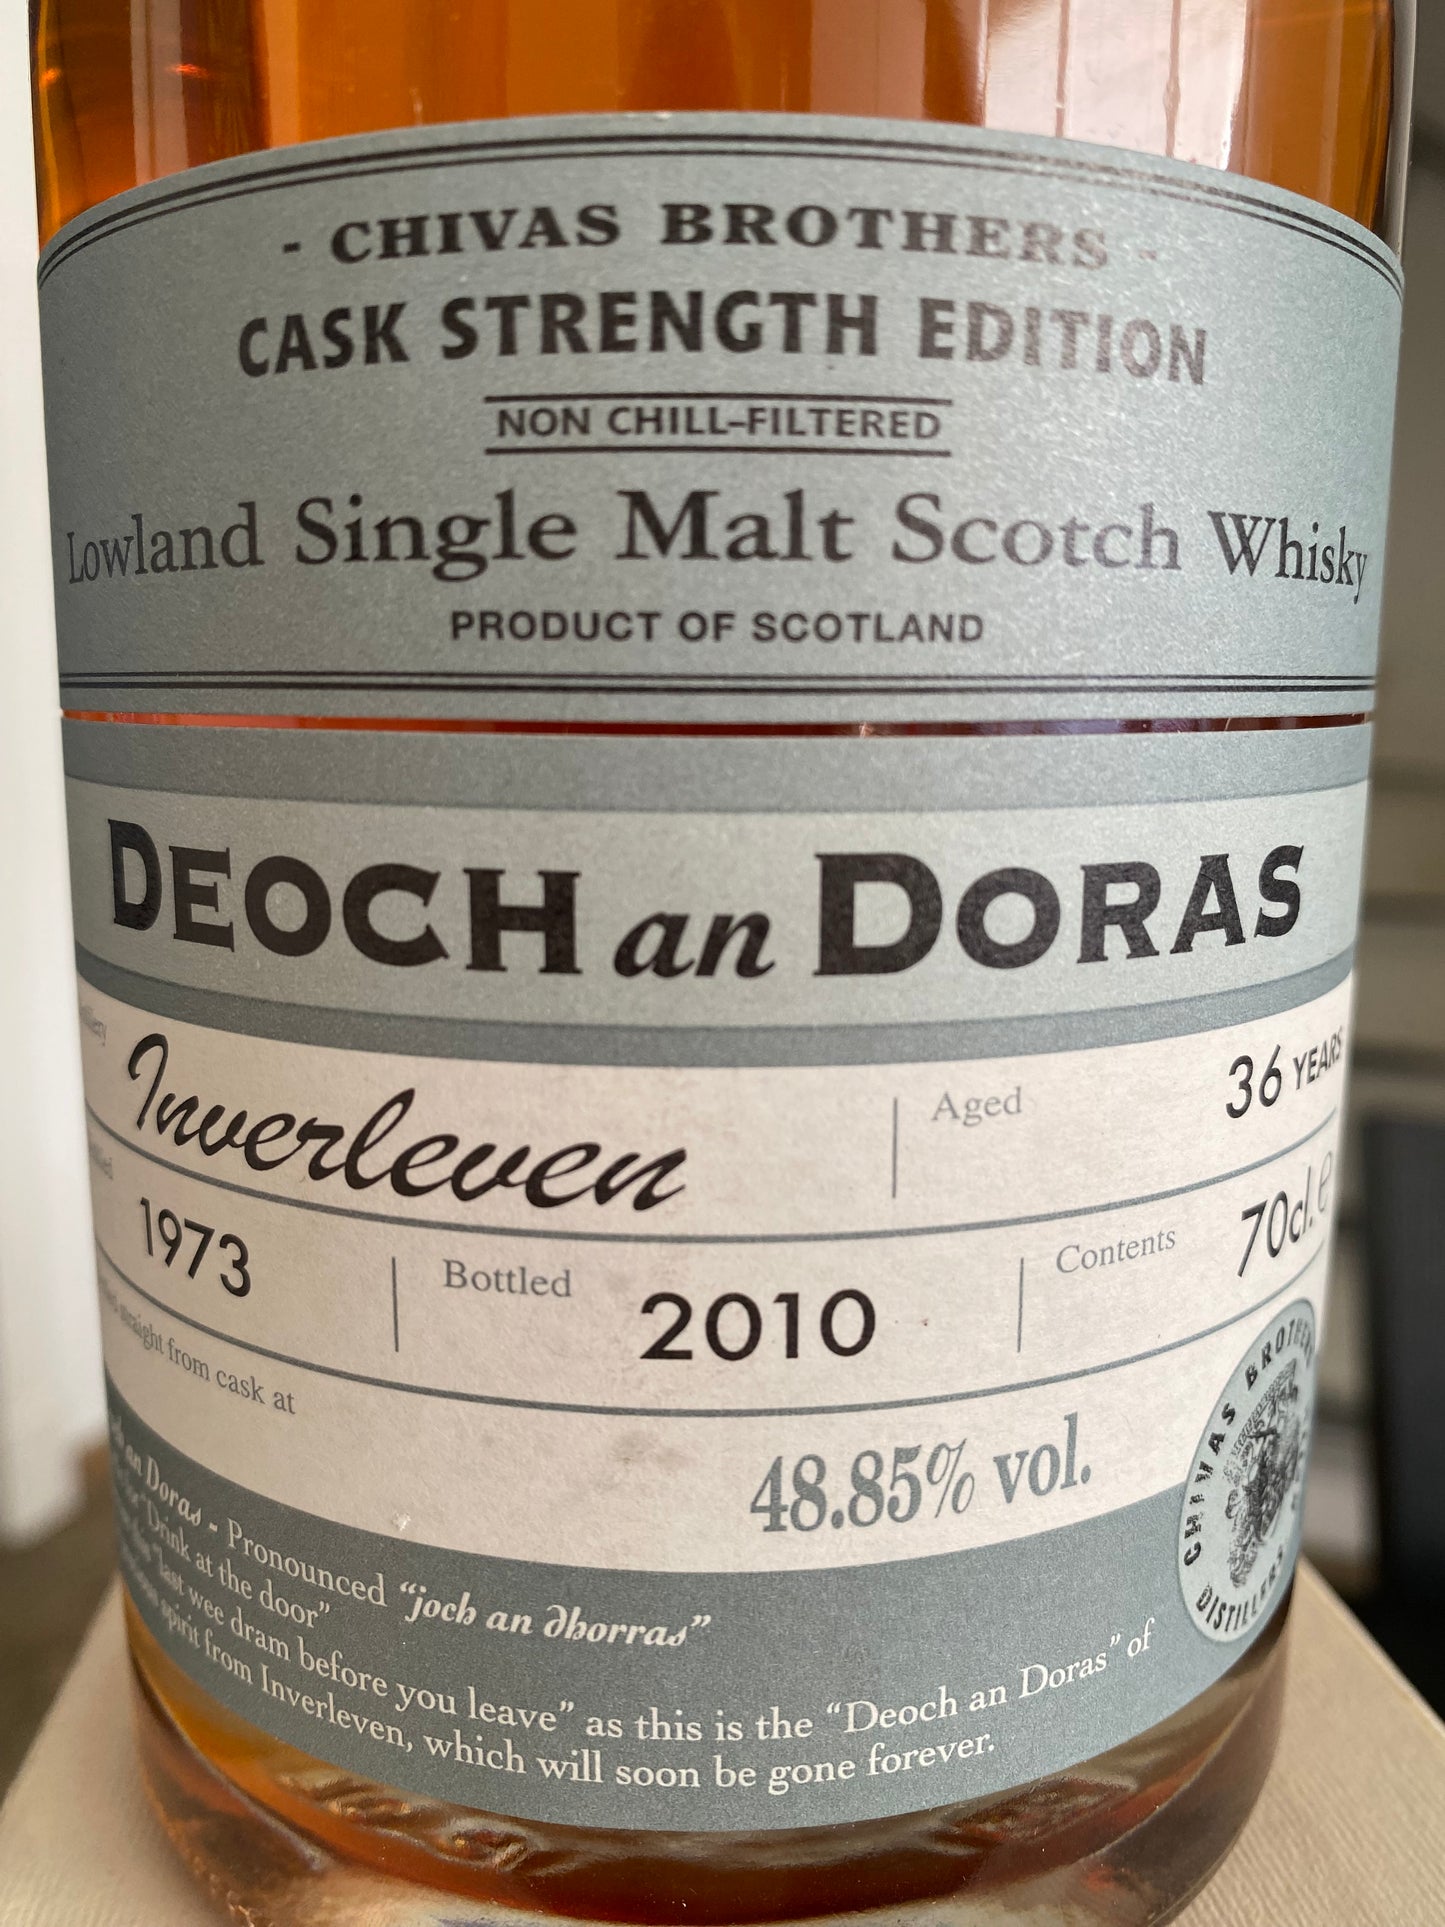 - CHIVAS BROTHERS -
CASK STRENGTH EDITION
NON CHILL-FILTERED
Lowland Single Malt Scotch Whisky
PRODUCT OF SCOTLAND
DEOCH an DORAS
Inverleven Aged 36 YEARS
1973 Bottled 2010 Contents 70cl. e
straight from cask at
48.85% vol.
CHIVAS BROTHERS
DISTILLERS
an Doras - Pronounced "joch an dhorras"
"Drink at the door"
"last wee dram before you leave" as this is the "Deoch an Doras" of
spirit from Inverleven, which will soon be gone forever.